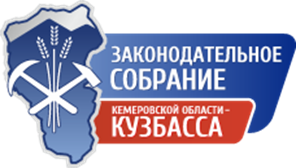 ЗАКОНОДАТЕЛЬНОЕ
СОБРАНИЕ
КЕМЕРОВСКОЙ ОБЛАСТИ–
КУЗБАССА